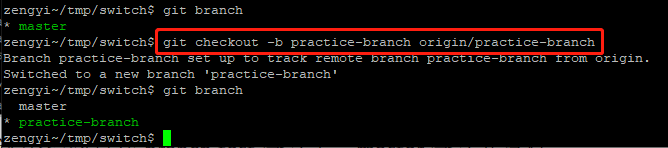 zengyi~/tmp/switch$ git branch
* master
zengyi~/tmp/switch$ git checkout -b practice-branch origin/practice-branch
Branch practice-branch set up to track remote branch practice-branch from origin.
Switched to a new branch 'practice-branch'
zengyi~/tmp/switch$ git branch
  master
* practice-branch
zengyi~/tmp/switch$